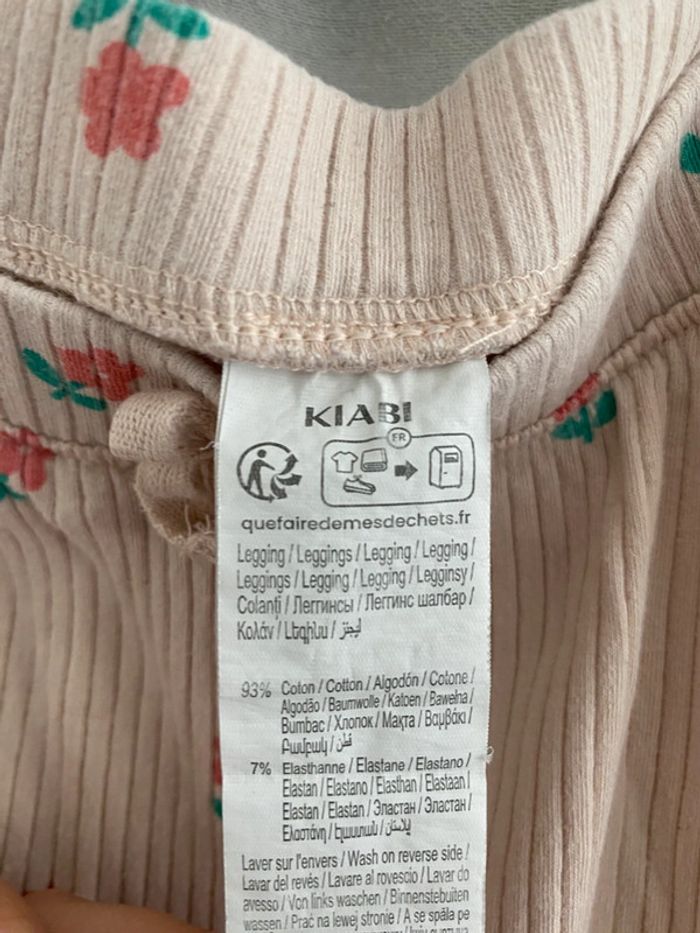 KIABI
FR
quefairedemesdechets.fr
Legging / Leggings / Legging / Legging /
Leggings / Legging / Legging / Legginsy /
Colanți / Леггинсы / Леггинс шалбар /
Κολάν / Լեգինս / ليجنز
93% Coton / Cotton / Algodón / Cotone /
Algodão / Baumwolle / Katoen / Bawełna /
Bumbac / Хлопок / Мақта / Βαμβάκι /
Բամբակ / قطن
7% Elasthanne / Elastane / Elastano /
Elastan / Elastano / Elasthan / Elastaan /
Elastan / Elastan / Эластан / Эластан /
Ελαστάνη / Էլաստան / إيلاستان
Laver sur l'envers / Wash on reverse side /
Lavar del revés / Lavare al rovescio / Lavar do
avesso / Von links waschen / Binnenstebuiten
wassen / Prać na lewej stronie / A se spăla pe